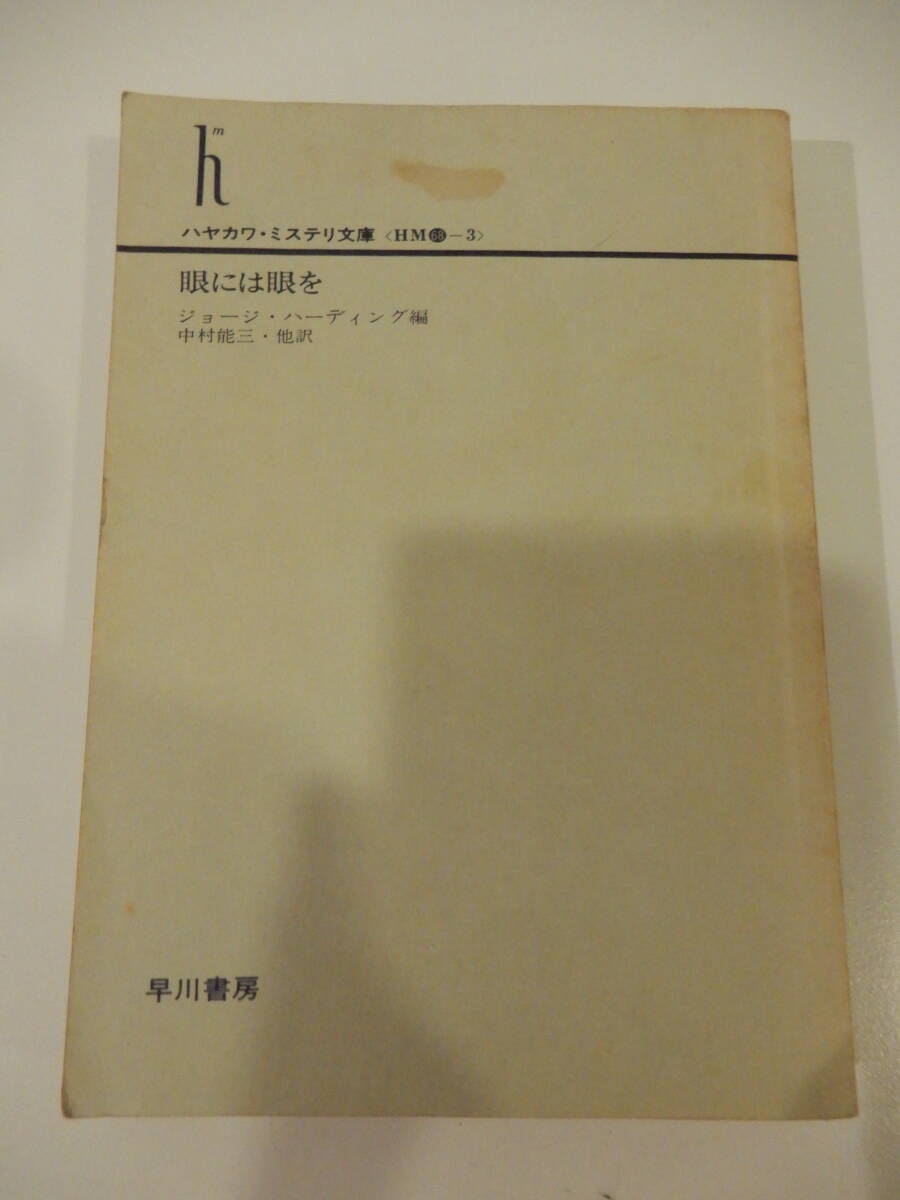 hm
ハヤカワ・ミステリ文庫〈HM68-3〉
眼には眼を
ジョージ・ハーディング編
中村能三・他訳
早川書房